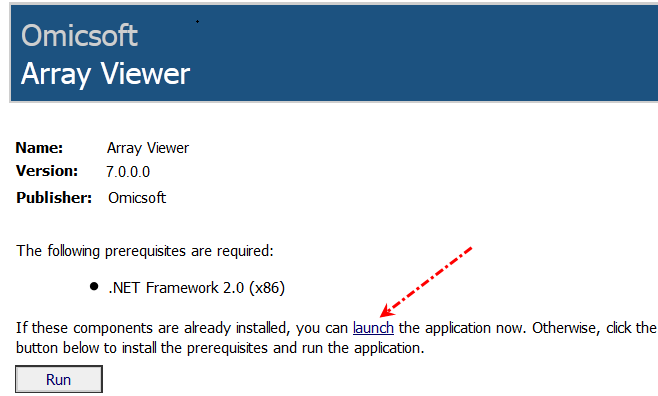 Omicsoft
Array Viewer
Name: Array Viewer
Version: 7.0.0.0
Publisher: Omicsoft
The following prerequisites are required:
• .NET Framework 2.0 (x86)
If these components are already installed, you can launch the application now. Otherwise, click the
button below to install the prerequisites and run the application.
Run